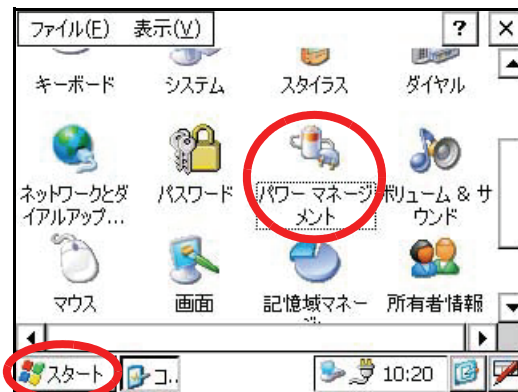 ファイル(F) 表示(V) ? ×
キーボード システム スタイラス ダイヤル
ネットワークとダイアルアップ... パスワード パワー マネージメント ボリューム & サウンド
マウス 画面 記憶域マネー 所有者情報
スタート コ.. 10:20